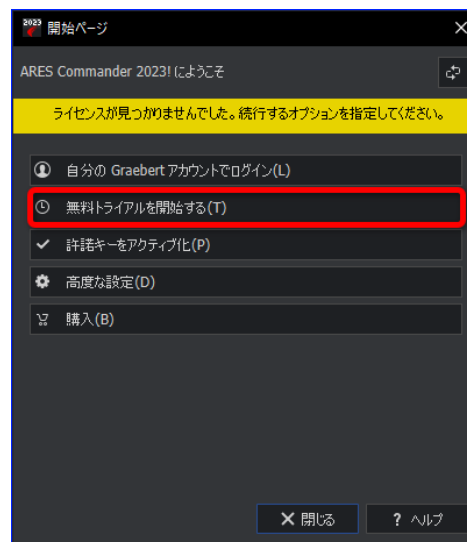 2023 開始ページ
ARES Commander 2023! にようこそ
ライセンスが見つかりませんでした。続行するオプションを指定してください。
自分の Graebert アカウントでログイン(L)
無料トライアルを開始する(T)
許諾キーをアクティブ化(P)
高度な設定(D)
購入(B)
閉じる ? ヘルプ